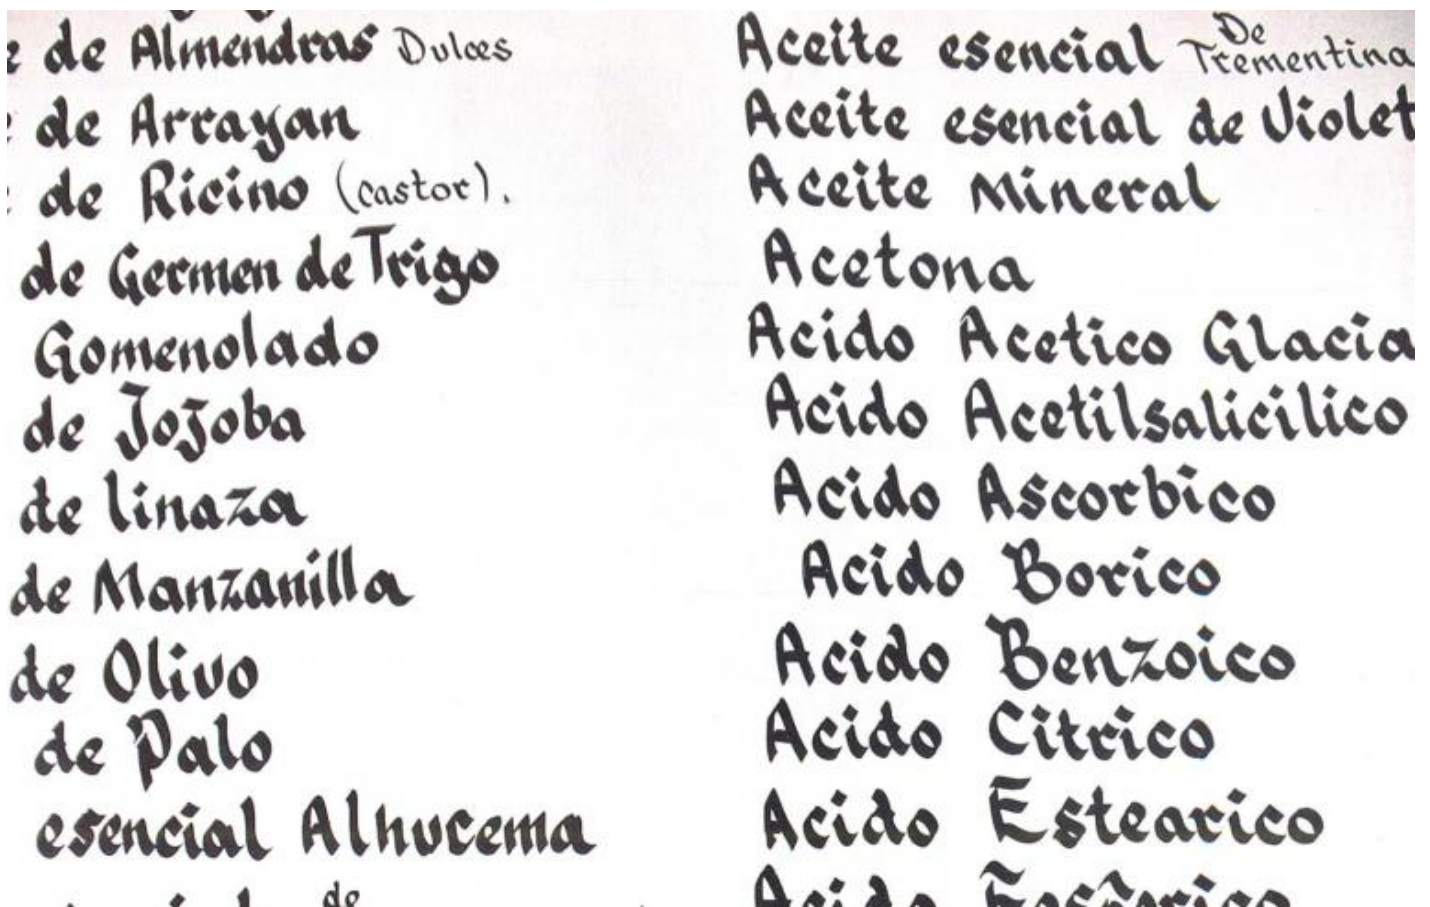 de Almendras Dulces
de Arrayan
de Ricino (castor).
de Germen de Trigo
Gomenolado
de Jojoba
de linaza
de Manzanilla
de Olivo
de Palo
esencial Alhucema
de
Aceite esencial De Trementina
Aceite esencial de Violet
Aceite Mineral
Acetona
Acido Acetico Glacia
Acido Acetilsalicilico
Acido Ascorbico
Acido Borico
Acido Benzoico
Acido Citrico
Acido Estearico
Acido